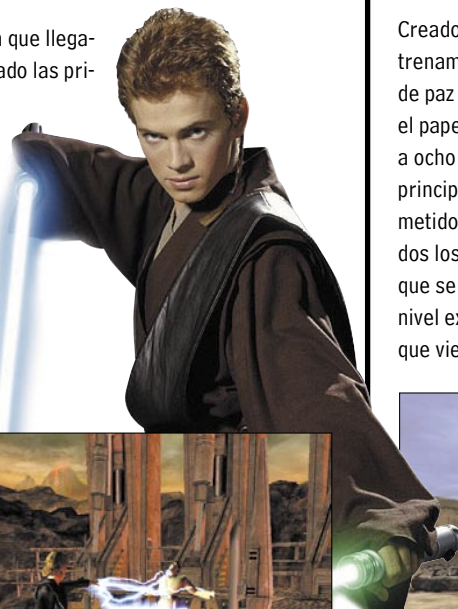 que llega-
ado las pri-
Creado
trenam
de paz
el pape
a ocho
princip
metido
dos los
que se
nivel ex
que vie